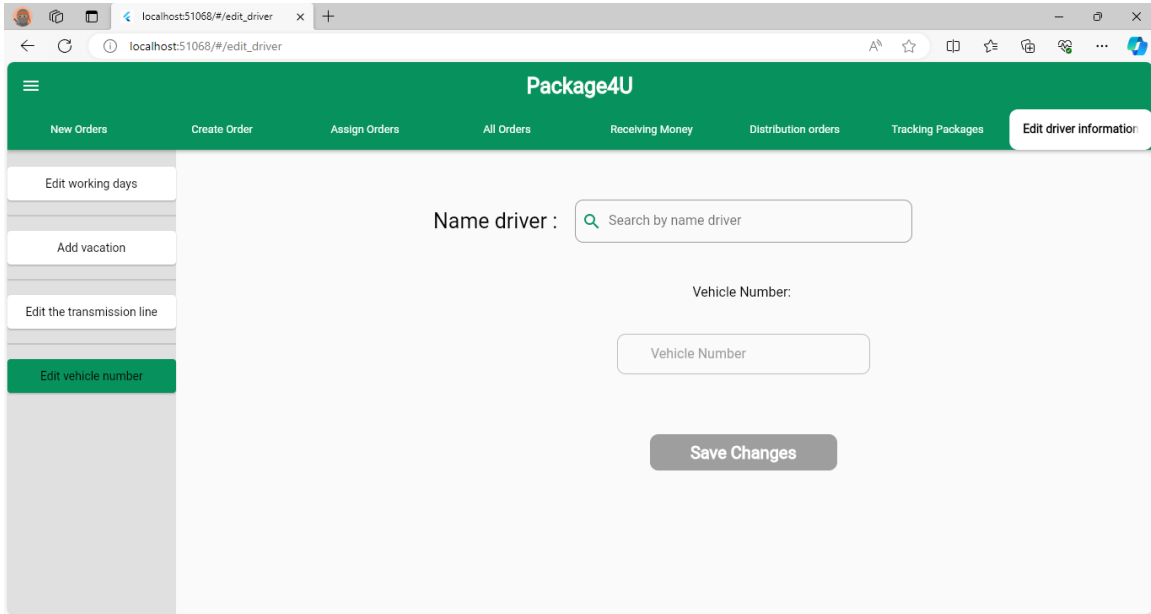 localhost:51068/#/edit_driver
localhost:51068/#/edit_driver
Package4U
New Orders
Create Order
Assign Orders
All Orders
Receiving Money
Distribution orders
Tracking Packages
Edit driver information
Edit working days
Add vacation
Edit the transmission line
Edit vehicle number
Name driver :
Search by name driver
Vehicle Number:
Vehicle Number
Save Changes